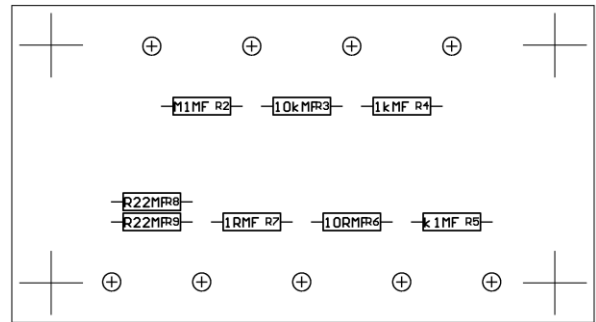 M1MF R2 10kMF R3 1kMF R4
R22MF R8
R22MF R9 1RMF R7 10RMF R6 k1MF R5